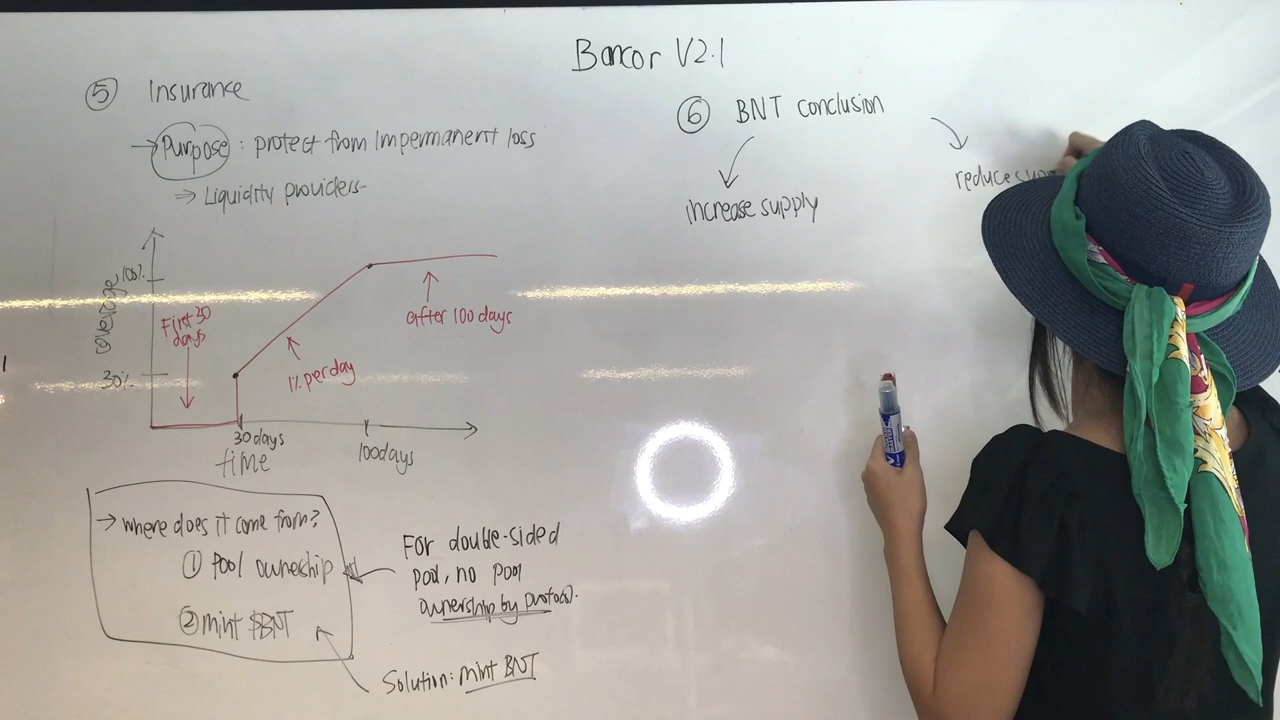 Bancor V2.1
⑤ Insurance
→ Purpose : protect from Impermanent loss
⇒ Liquidity providers
coverage
100%
30%
First 30
days
1% per day
after 100 days
30 days
100 days
time
→ where does it come from?
① Pool ownership
② mint $BNT
For double-sided
pool, no pool
ownership by protocol.
Solution: mint BNT
⑥ BNT conclusion
increase supply
reduce